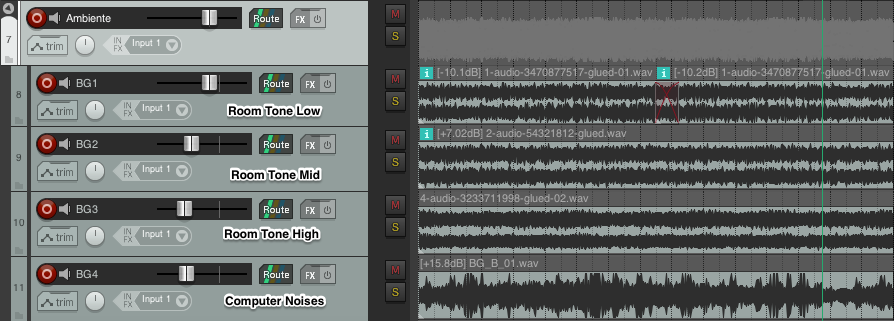 Ambiente
Route
FX
M
S
7
trim
IN FX
Input 1
[-10.1dB] 1-audio-3470877517-glued-01.wav
[-10.2dB] 1-audio-3470877517-glued-01.wav
8
BG1
Route
FX
M
S
trim
IN FX
Input 1
Room Tone Low
[+7.02dB] 2-audio-54321812-glued.wav
9
BG2
Route
FX
M
S
trim
IN FX
Input 1
Room Tone Mid
4-audio-3233711998-glued-02.wav
10
BG3
Route
FX
M
S
trim
IN FX
Input 1
Room Tone High
[+15.8dB] BG_B_01.wav
11
BG4
Route
FX
M
S
trim
IN FX
Input 1
Computer Noises